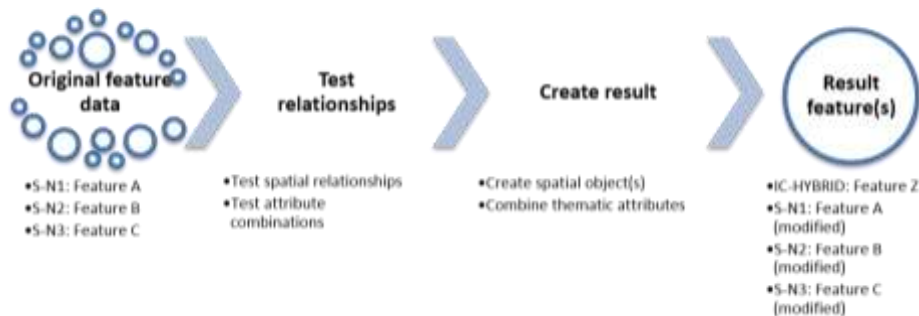 Original feature
data
Test
relationships
Create result
Result
feature(s)
•S-N1: Feature A
•S-N2: Feature B
•S-N3: Feature C
•Test spatial relationships
•Test attribute
combinations
•Create spatial object(s)
•Combine thematic attributes
•IC-HYBRID: Feature Z
•S-N1: Feature A
(modified)
•S-N2: Feature B
(modified)
•S-N3: Feature C
(modified)